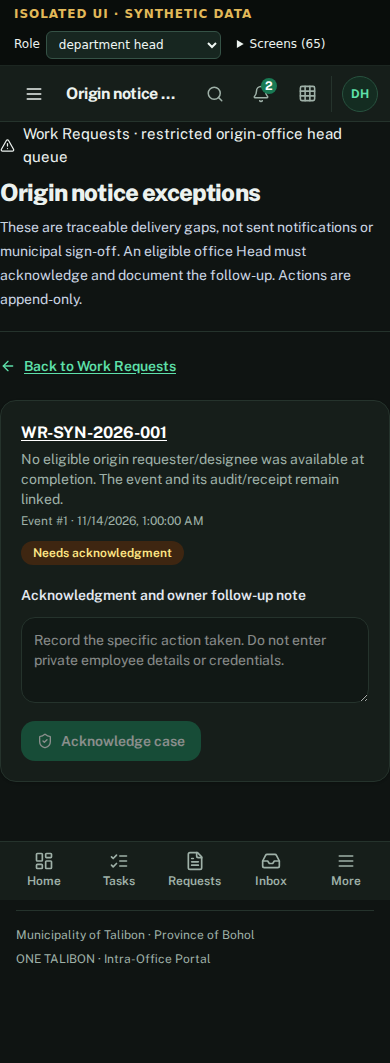 ISOLATED UI · SYNTHETIC DATA
Role department head Screens (65)
Origin notice ... 2 DH
Work Requests · restricted origin-office head
queue
Origin notice exceptions
These are traceable delivery gaps, not sent notifications or
municipal sign-off. An eligible office Head must
acknowledge and document the follow-up. Actions are
append-only.
Back to Work Requests
WR-SYN-2026-001
No eligible origin requester/designee was available at
completion. The event and its audit/receipt remain
linked.
Event #1 · 11/14/2026, 1:00:00 AM
Needs acknowledgment
Acknowledgment and owner follow-up note
Record the specific action taken. Do not enter
private employee details or credentials.
Acknowledge case
Home Tasks Requests Inbox More
Municipality of Talibon · Province of Bohol
ONE TALIBON · Intra-Office Portal